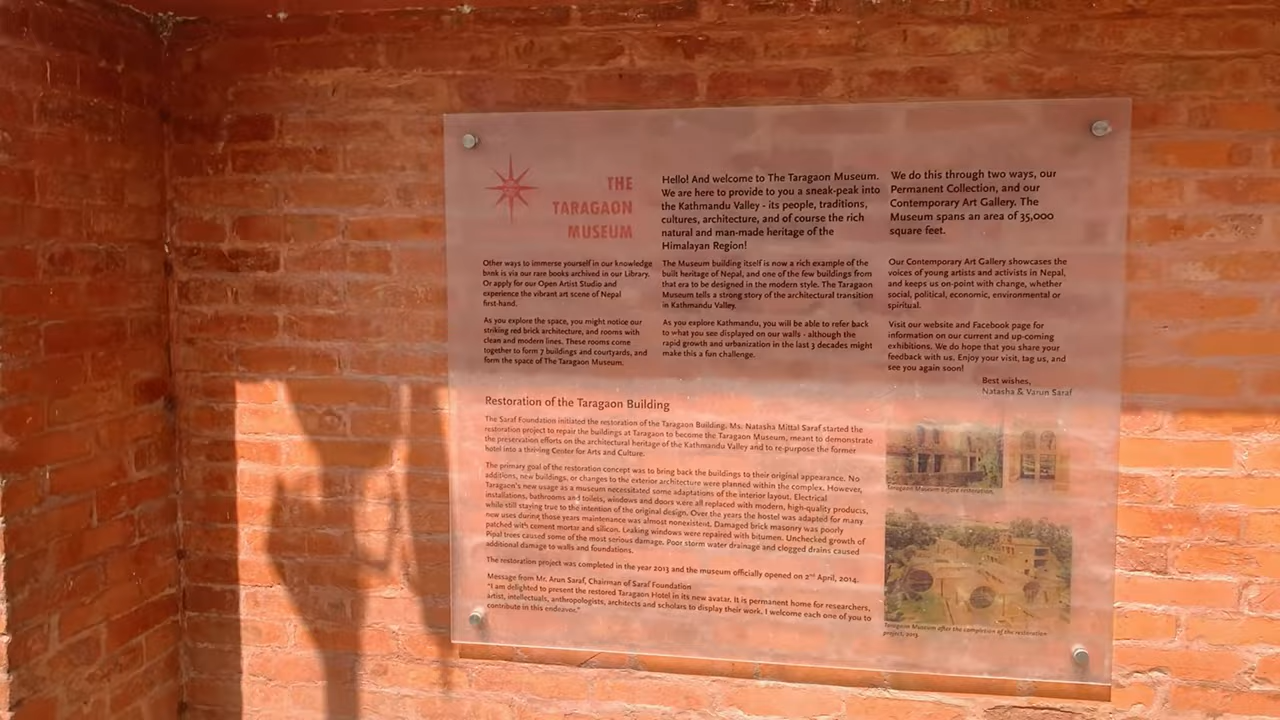 THE
TARAGAON
MUSEUM
Hello! And welcome to The Taragaon Museum.
We are here to provide to you a sneak-peak into
the Kathmandu Valley - its people, traditions,
cultures, architecture, and of course the rich
natural and man-made heritage of the
Himalayan Region!
We do this through two ways, our
Permanent Collection, and our
Contemporary Art Gallery. The
Museum spans an area of 35,000
square feet.
Other ways to immerse yourself in our knowledge
bank is via our rare books archived in our Library.
Or apply for our Open Artist Studio and
experience the vibrant art scene of Nepal
first-hand.
As you explore the space, you might notice our
striking red brick architecture, and rooms with
clean and modern lines. These rooms come
together to form 7 buildings and courtyards, and
form the space of The Taragaon Museum.
The Museum building itself is now a rich example of the
built heritage of Nepal, and one of the few buildings from
that era to be designed in the modern style. The Taragaon
Museum tells a strong story of the architectural transition
in Kathmandu Valley.
As you explore Kathmandu, you will be able to refer back
to what you see displayed on our walls - although the
rapid growth and urbanization in the last 3 decades might
make this a fun challenge.
Our Contemporary Art Gallery showcases the
voices of young artists and activists in Nepal,
and keeps us on-point with change, whether
social, political, economic, environmental or
spiritual.
Visit our website and Facebook page for
information on our current and up-coming
exhibitions. We do hope that you share your
feedback with us. Enjoy your visit, tag us, and
see you again soon!
Best wishes,
Natasha & Varun Saraf
Restoration of the Taragaon Building
The Saraf Foundation initiated the restoration of the Taragaon Building. Ms. Natasha Mittal Saraf started the
restoration project to repair the buildings at Taragaon to become the Taragaon Museum, meant to demonstrate
the preservation efforts on the architectural heritage of the Kathmandu Valley and to re-purpose the former
hotel into a thriving Center for Arts and Culture.
The primary goal of the restoration concept was to bring back the buildings to their original appearance. No
additions, new buildings, or changes to the exterior architecture were planned within the complex. However,
Taragaon's new usage as a museum necessitated some adaptations of the interior layout. Electrical
installations, bathrooms and toilets, windows and doors were all replaced with modern, high-quality products,
while still staying true to the intention of the original design. Over the years the hostel was adapted for many
new uses during those years maintenance was almost nonexistent. Damaged brick masonry was poorly
patched with cement mortar and silicon. Leaking windows were repaired with bitumen. Unchecked growth of
Pipal trees caused some of the most serious damage. Poor storm water drainage and clogged drains caused
additional damage to walls and foundations.
The restoration project was completed in the year 2013 and the museum officially opened on 2nd April, 2014.
Message from Mr. Arun Saraf, Chairman of Saraf Foundation
"I am delighted to present the restored Taragaon Hotel in its new avatar. It is permanent home for researchers,
artist, intellectuals, anthropologists, architects and scholars to display their work. I welcome each one of you to
contribute in this endeavor."
Taragaon Museum before restoration,
Taragaon Museum after the completion of the restoration
project, 2013